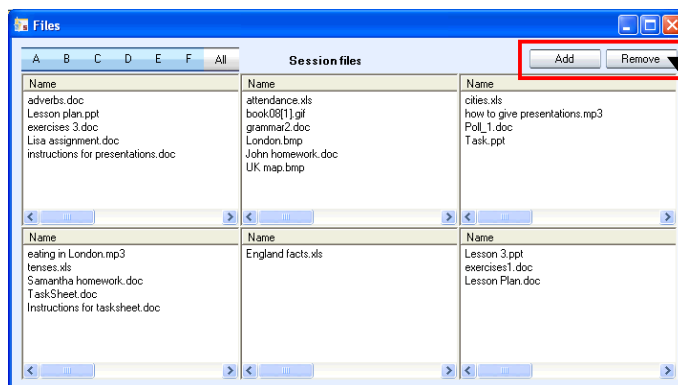 Files
A B C D E F All Session files Add Remove
Name
adverbs.doc
Lesson plan.ppt
exercises 3.doc
Lisa assignment.doc
instructions for presentations.doc
Name
attendance.xls
book08[1].gif
grammar2.doc
London.bmp
John homework.doc
UK map.bmp
Name
cities.xls
how to give presentations.mp3
Poll_1.doc
Task.ppt
Name
eating in London.mp3
tenses.xls
Samantha homework.doc
TaskSheet.doc
Instructions for tasksheet.doc
Name
England facts.xls
Name
Lesson 3.ppt
exercises1.doc
Lesson Plan.doc